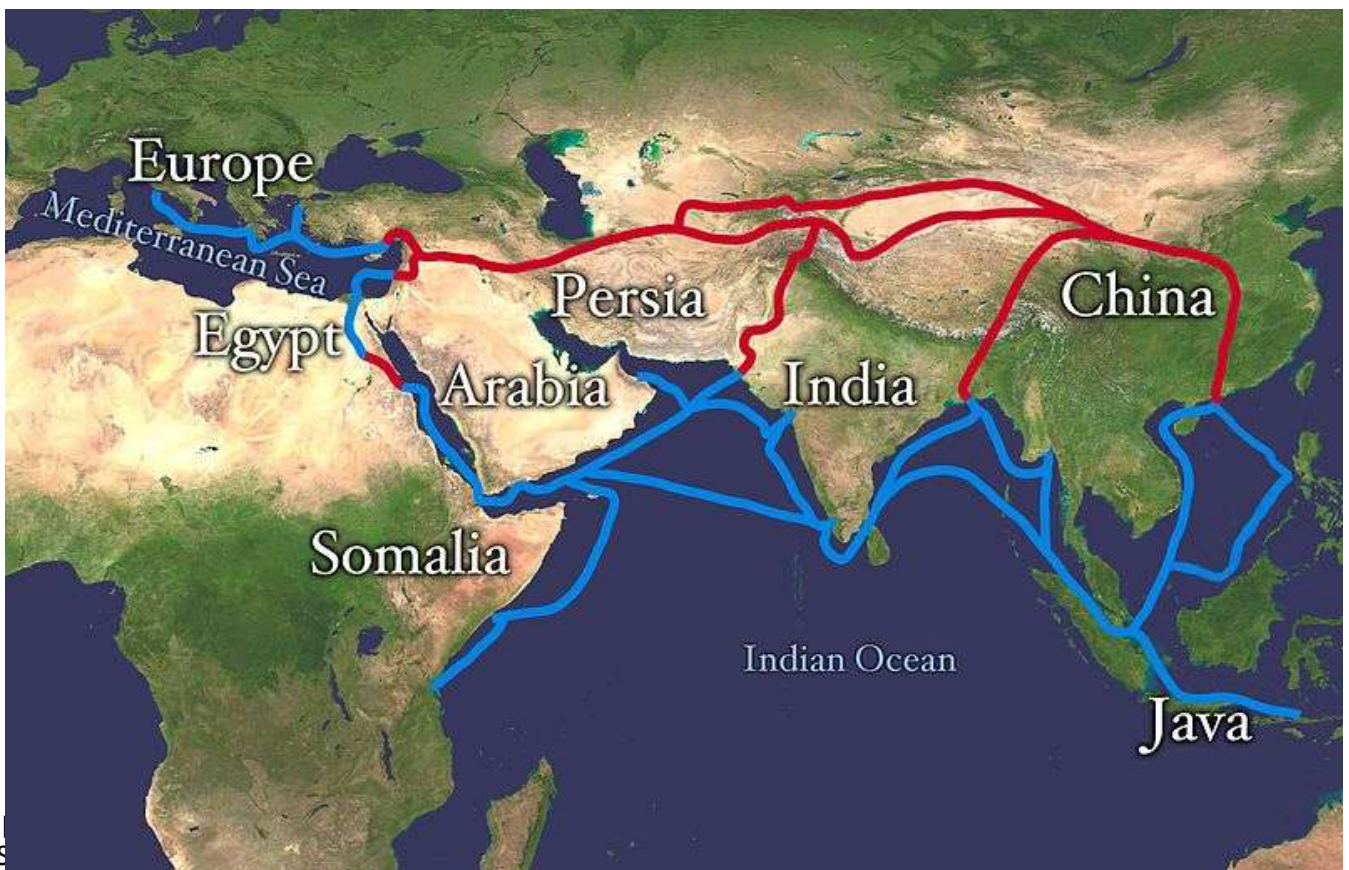 Europe
Mediterranean Sea
Egypt
Persia
China
Arabia
India
Somalia
Indian Ocean
Java